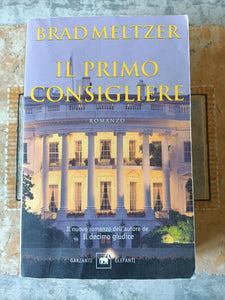 BRAD MELTZER
IL PRIMO
CONSIGLIERE
ROMANZO
Il nuovo romanzo dell'autore de
Il decimo giudice
GARZANTI ELEFANTI